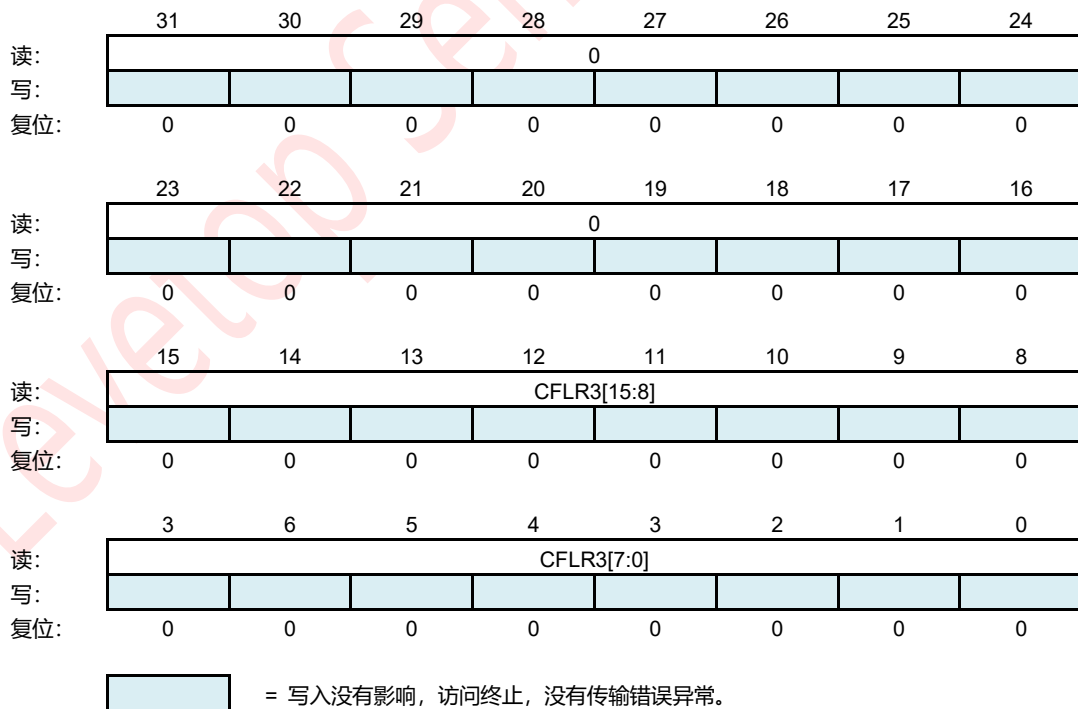 31 30 29 28 27 26 25 24
读： 0
写：
复位： 0 0 0 0 0 0 0 0
23 22 21 20 19 18 17 16
读： 0
写：
复位： 0 0 0 0 0 0 0 0
15 14 13 12 11 10 9 8
读： CFLR3[15:8]
写：
复位： 0 0 0 0 0 0 0 0
3 6 5 4 3 2 1 0
读： CFLR3[7:0]
写：
复位： 0 0 0 0 0 0 0 0
= 写入没有影响，访问终止，没有传输错误异常。
Levetop